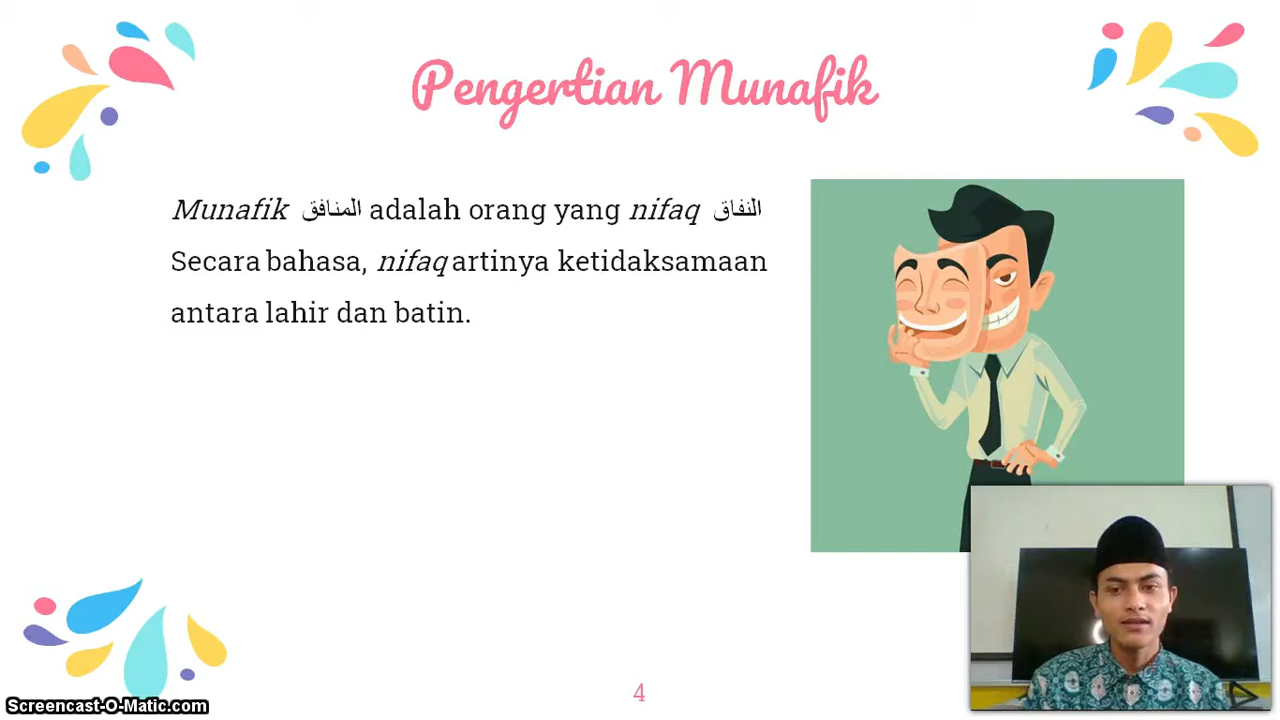 Pengertian Munafik
Munafik المنافق adalah orang yang nifaq النفاق
Secara bahasa, nifaq artinya ketidaksamaan
antara lahir dan batin.
4
Screencast-O-Matic.com